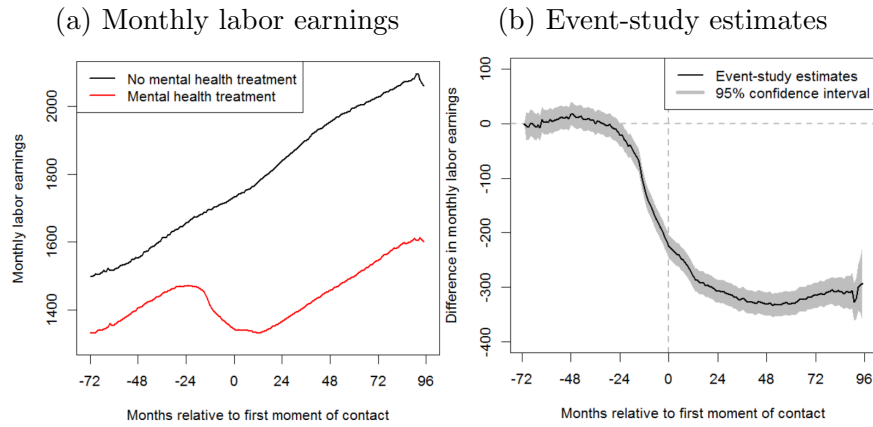 (a) Monthly labor earnings
No mental health treatment
Mental health treatment
Monthly labor earnings
2000
1800
1600
1400
-72 -48 -24 0 24 48 72 96
Months relative to first moment of contact
(b) Event-study estimates
Event-study estimates
95% confidence interval
Difference in monthly labor earnings
100
0
-100
-200
-300
-400
-72 -48 -24 0 24 48 72 96
Months relative to first moment of contact